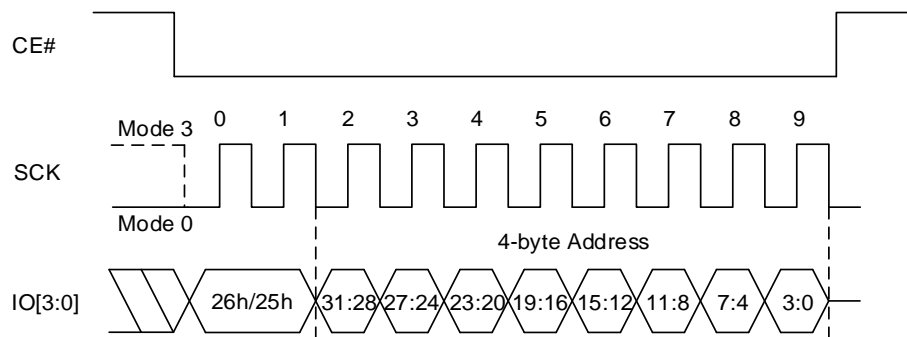 CE#
0 1 2 3 4 5 6 7 8 9
Mode 3
SCK
Mode 0
4-byte Address
IO[3:0] 26h/25h 31:28 27:24 23:20 19:16 15:12 11:8 7:4 3:0